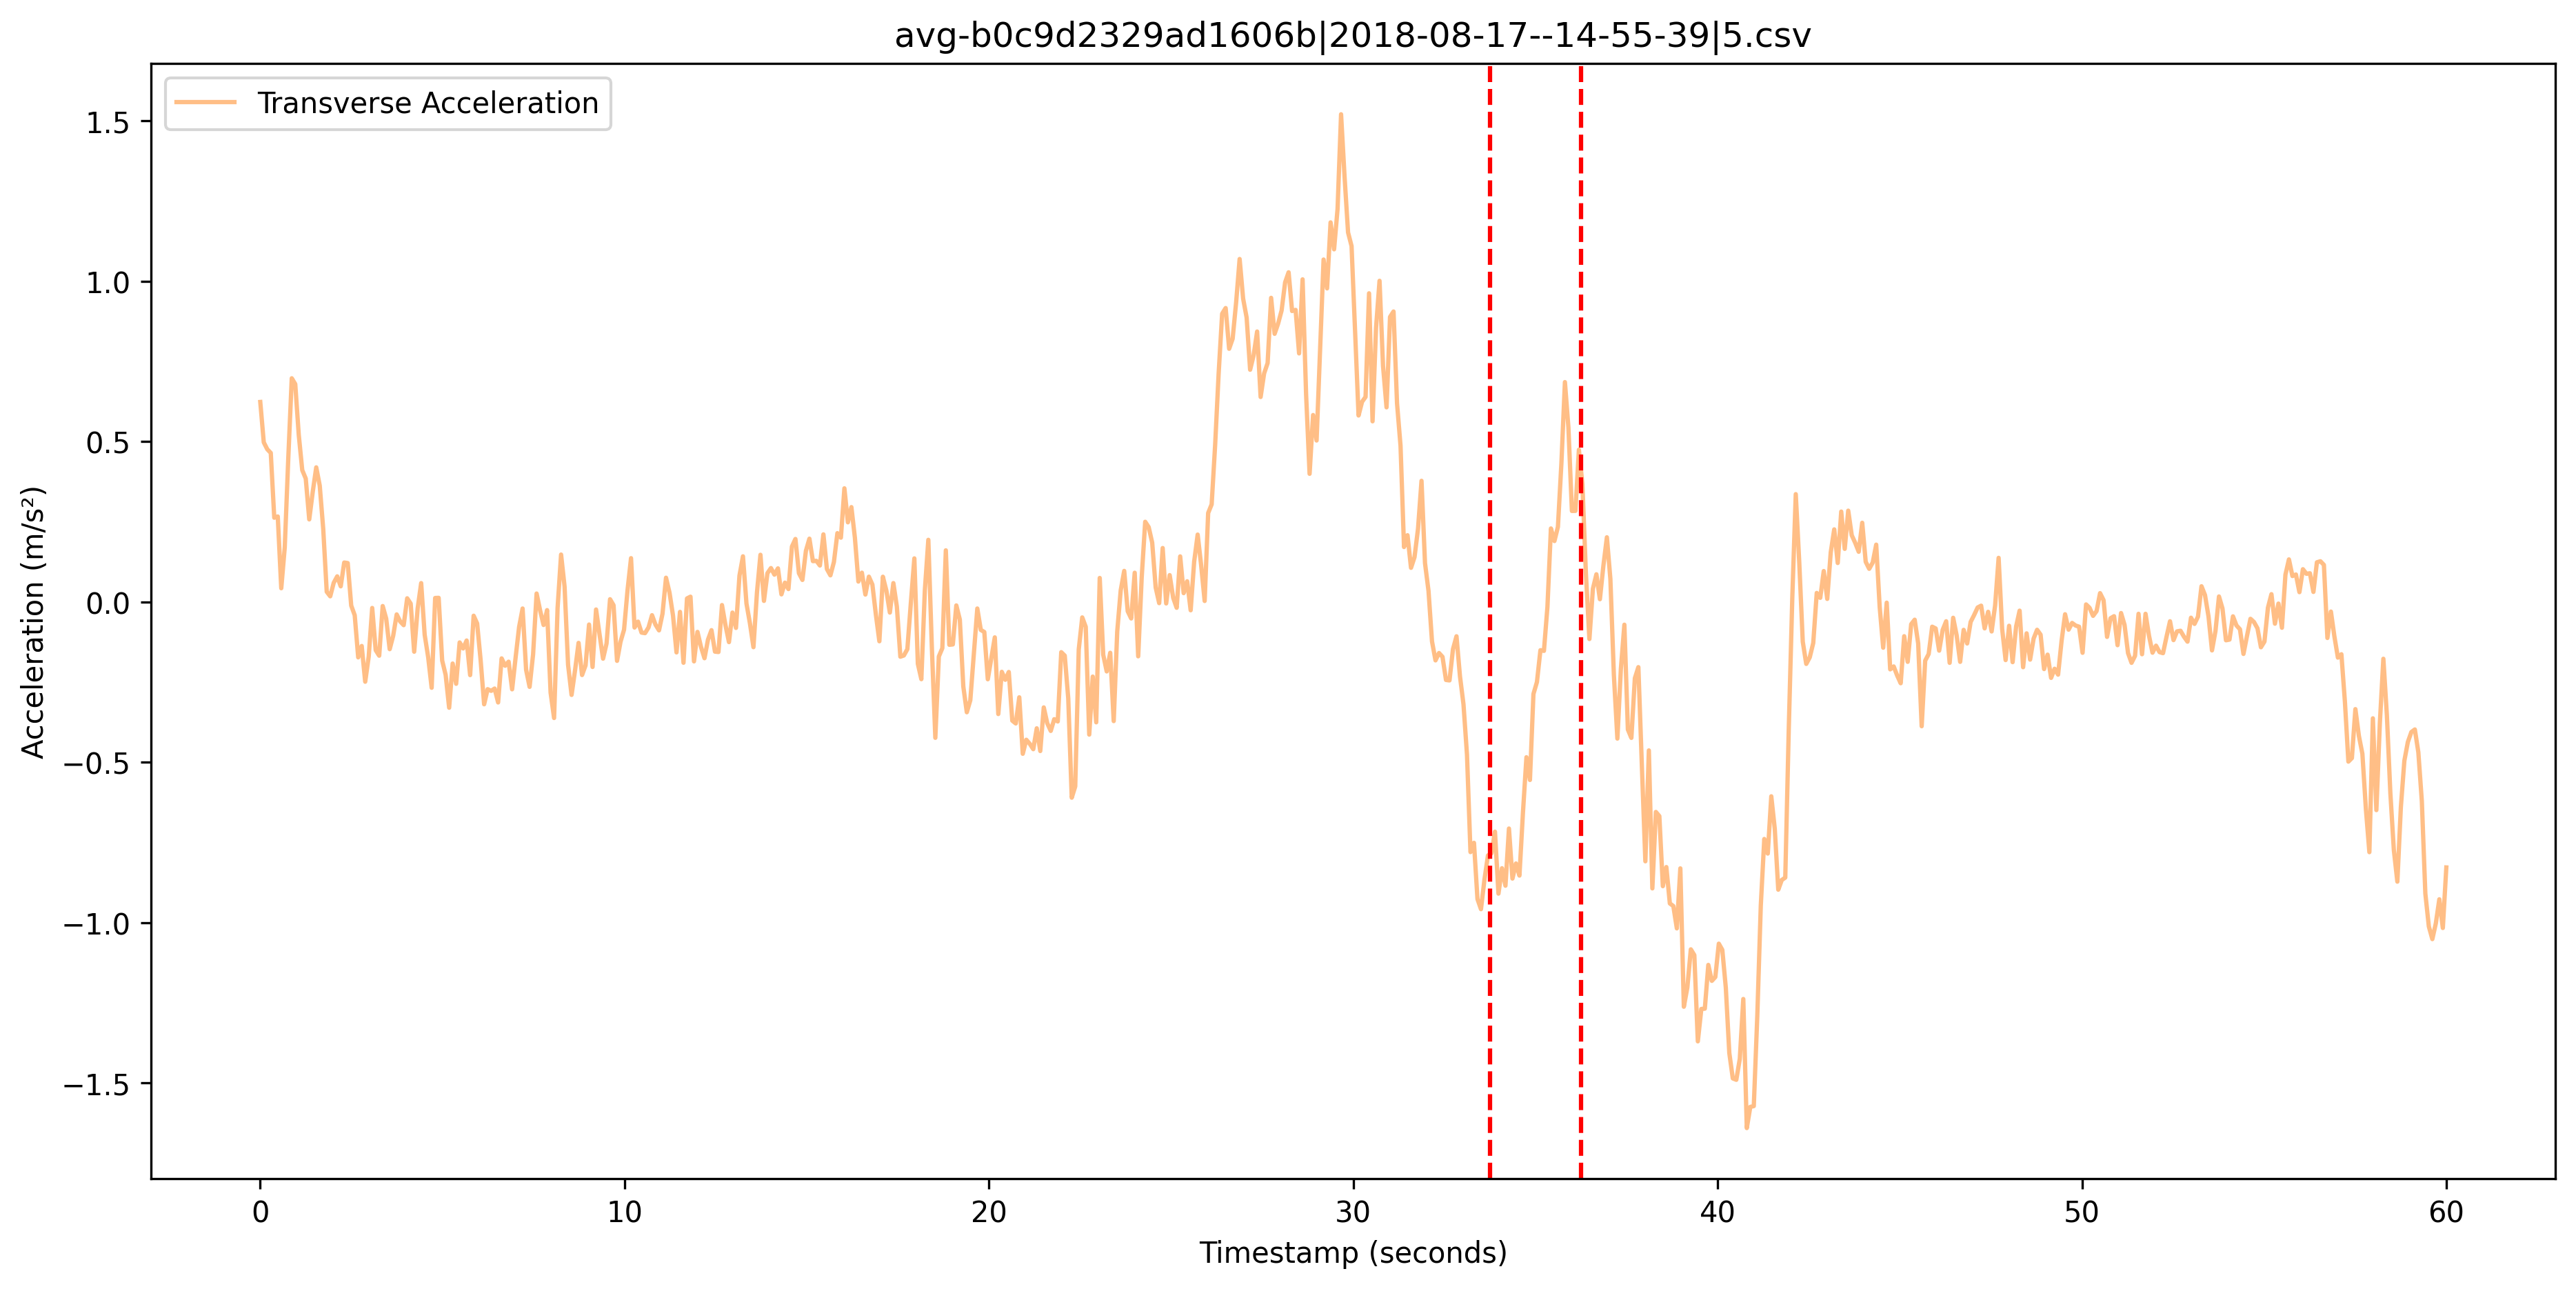 avg-b0c9d2329ad1606b|2018-08-17--14-55-39|5.csv
Transverse Acceleration
1.5
1.0
0.5
0.0
−0.5
−1.0
−1.5
Acceleration (m/s²)
0 10 20 30 40 50 60
Timestamp (seconds)